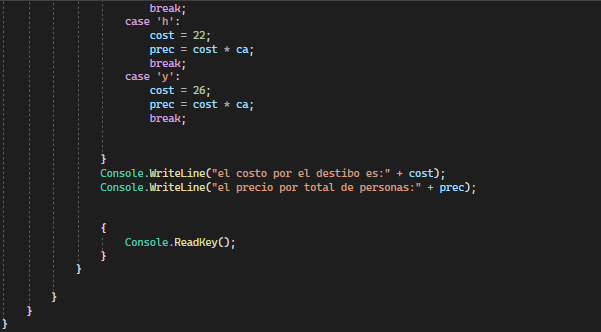 break;
case 'h':
cost = 22;
prec = cost * ca;
break;
case 'y':
cost = 26;
prec = cost * ca;
break;
}
Console.WriteLine("el costo por el destibo es:" + cost);
Console.WriteLine("el precio por total de personas:" + prec);
{
Console.ReadKey();
}
}
}
}
}